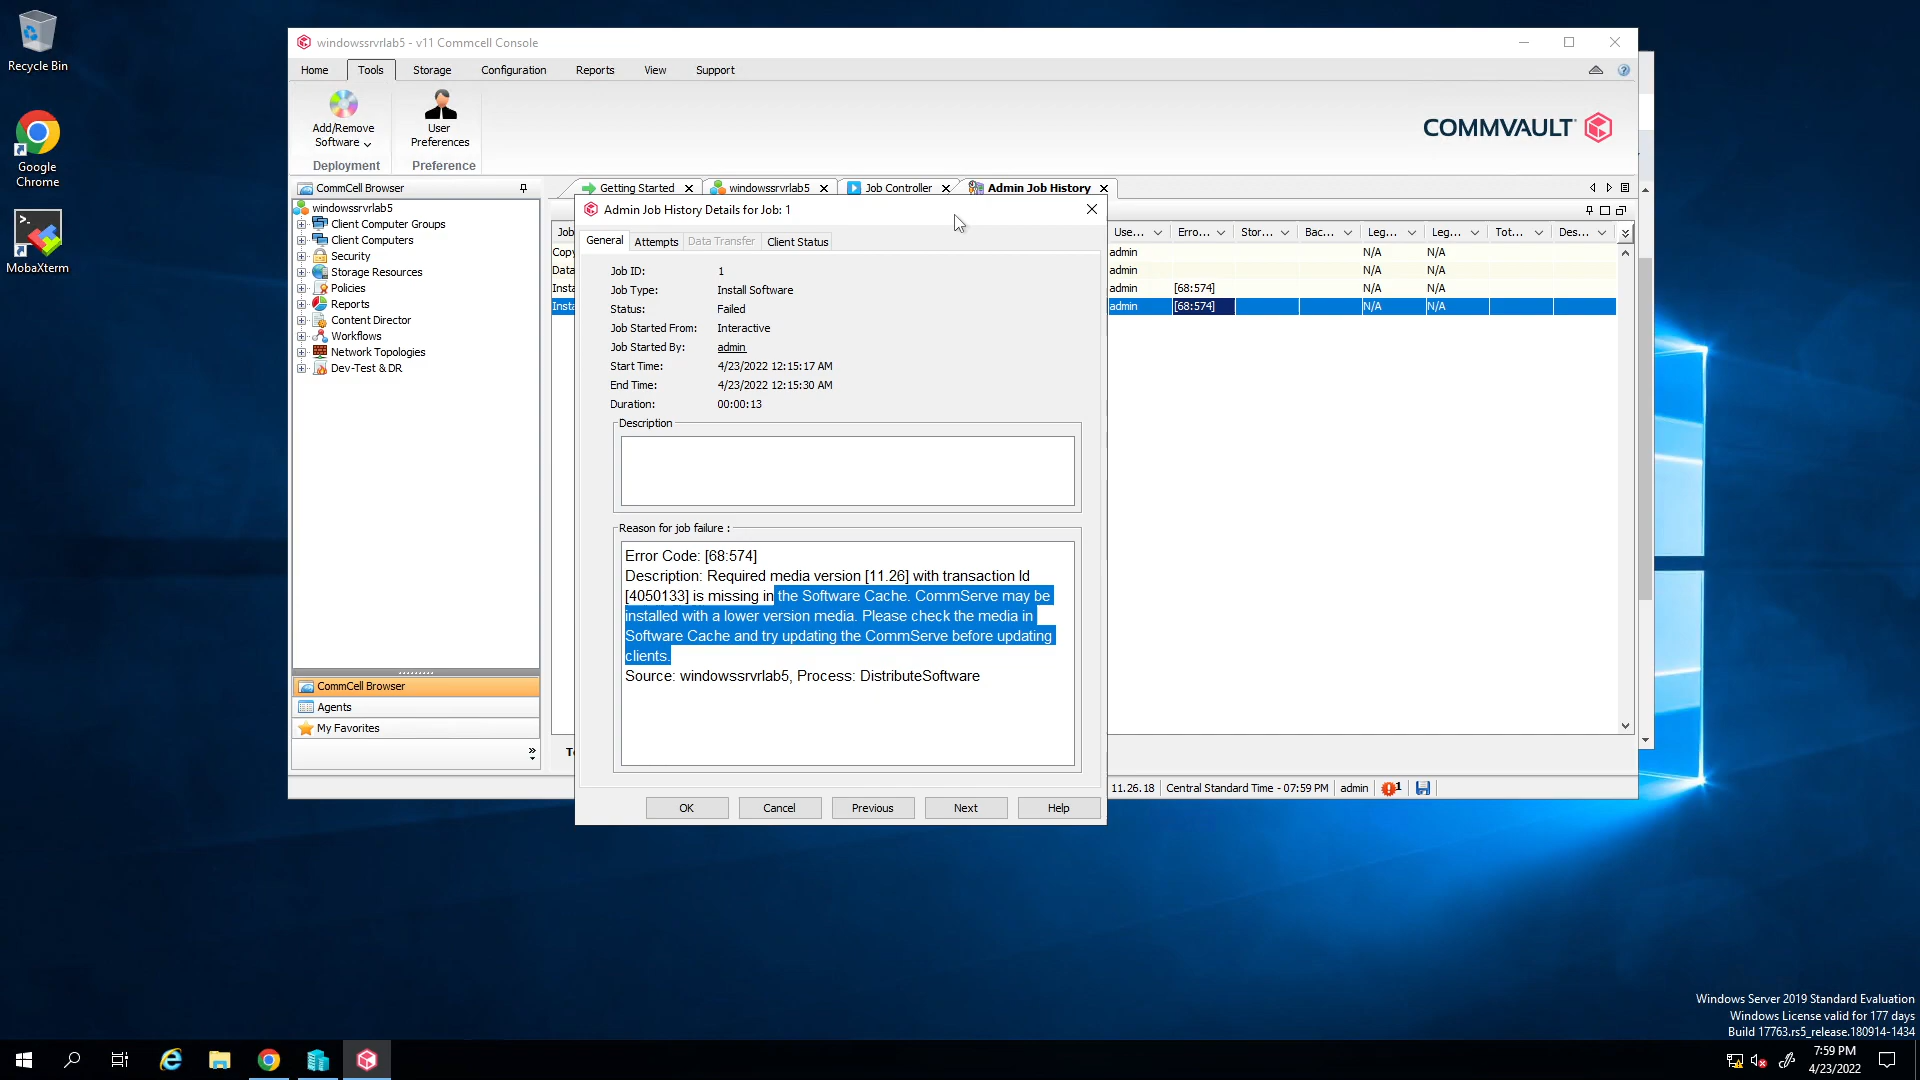 Recycle Bin
Google
Chrome
MobaXterm
windowssrvrlab5 - v11 Commcell Console
Home
Tools
Storage
Configuration
Reports
View
Support
Add/Remove
Software
Deployment
User
Preferences
Preference
COMMVAULT
CommCell Browser
windowssrvrlab5
Client Computer Groups
Client Computers
Security
Storage Resources
Policies
Reports
Content Director
Workflows
Network Topologies
Dev-Test & DR
CommCell Browser
Agents
My Favorites
Getting Started
windowssrvrlab5
Job Controller
Admin Job History
Job
Use...
Erro...
Stor...
Bac...
Leg...
Leg...
Tot...
Des...
Copy
admin
N/A
N/A
Data
admin
N/A
N/A
Insta
admin
[68:574]
N/A
N/A
Insta
admin
[68:574]
N/A
N/A
Admin Job History Details for Job: 1
General
Attempts
Data Transfer
Client Status
Job ID: 1
Job Type: Install Software
Status: Failed
Job Started From: Interactive
Job Started By: admin
Start Time: 4/23/2022 12:15:17 AM
End Time: 4/23/2022 12:15:30 AM
Duration: 00:00:13
Description
Reason for job failure :
Error Code: [68:574]
Description: Required media version [11.26] with transaction Id
[4050133] is missing in the Software Cache. CommServe may be
installed with a lower version media. Please check the media in
Software Cache and try updating the CommServe before updating
clients.
Source: windowssrvrlab5, Process: DistributeSoftware
OK
Cancel
Previous
Next
Help
11.26.18
Central Standard Time - 07:59 PM
admin
1
Windows Server 2019 Standard Evaluation
Windows License valid for 177 days
Build 17763.rs5_release.180914-1434
7:59 PM
4/23/2022